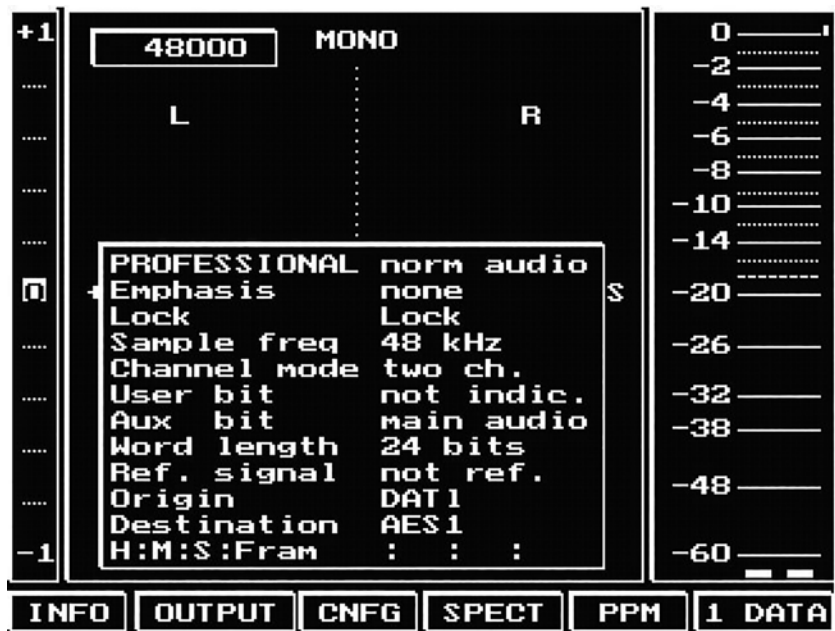 +1
48000 MONO
L R
PROFESSIONAL norm audio
Emphasis none
Lock Lock
Sample freq 48 kHz
Channel mode two ch.
User bit not indic.
Aux bit main audio
Word length 24 bits
Ref. signal not ref.
Origin DAT1
Destination AES1
H:M:S:Fram : : :
0
S
-1
0
-2
-4
-6
-8
-10
-14
-20
-26
-32
-38
-48
-60
INFO OUTPUT CNFG SPECT PPM 1 DATA